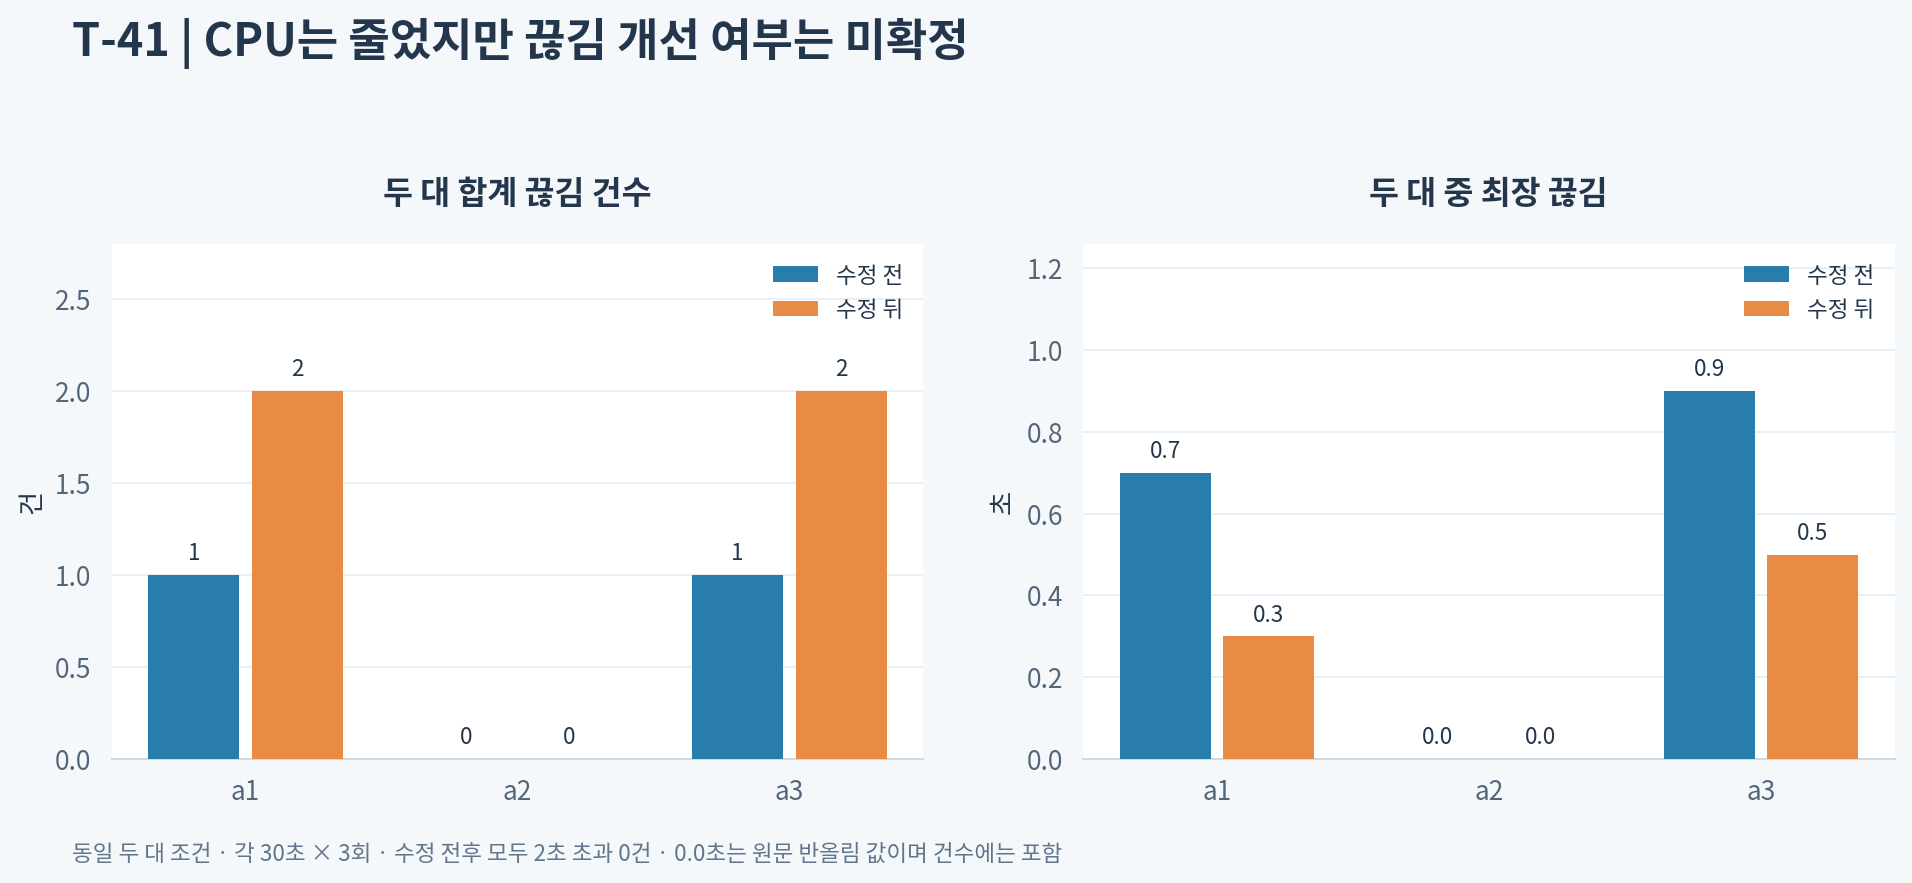 T-41 | CPU는 줄었지만 끊김 개선 여부는 미확정
두 대 합계 끊김 건수
수정 전
수정 뒤
건
2.5
2.0
1.5
1.0
0.5
0.0
1
2
0
0
1
2
a1
a2
a3
두 대 중 최장 끊김
수정 전
수정 뒤
초
1.2
1.0
0.8
0.6
0.4
0.2
0.0
0.7
0.3
0.0
0.0
0.9
0.5
a1
a2
a3
동일 두 대 조건 · 각 30초 × 3회 · 수정 전후 모두 2초 초과 0건 · 0.0초는 원문 반올림 값이며 건수에는 포함